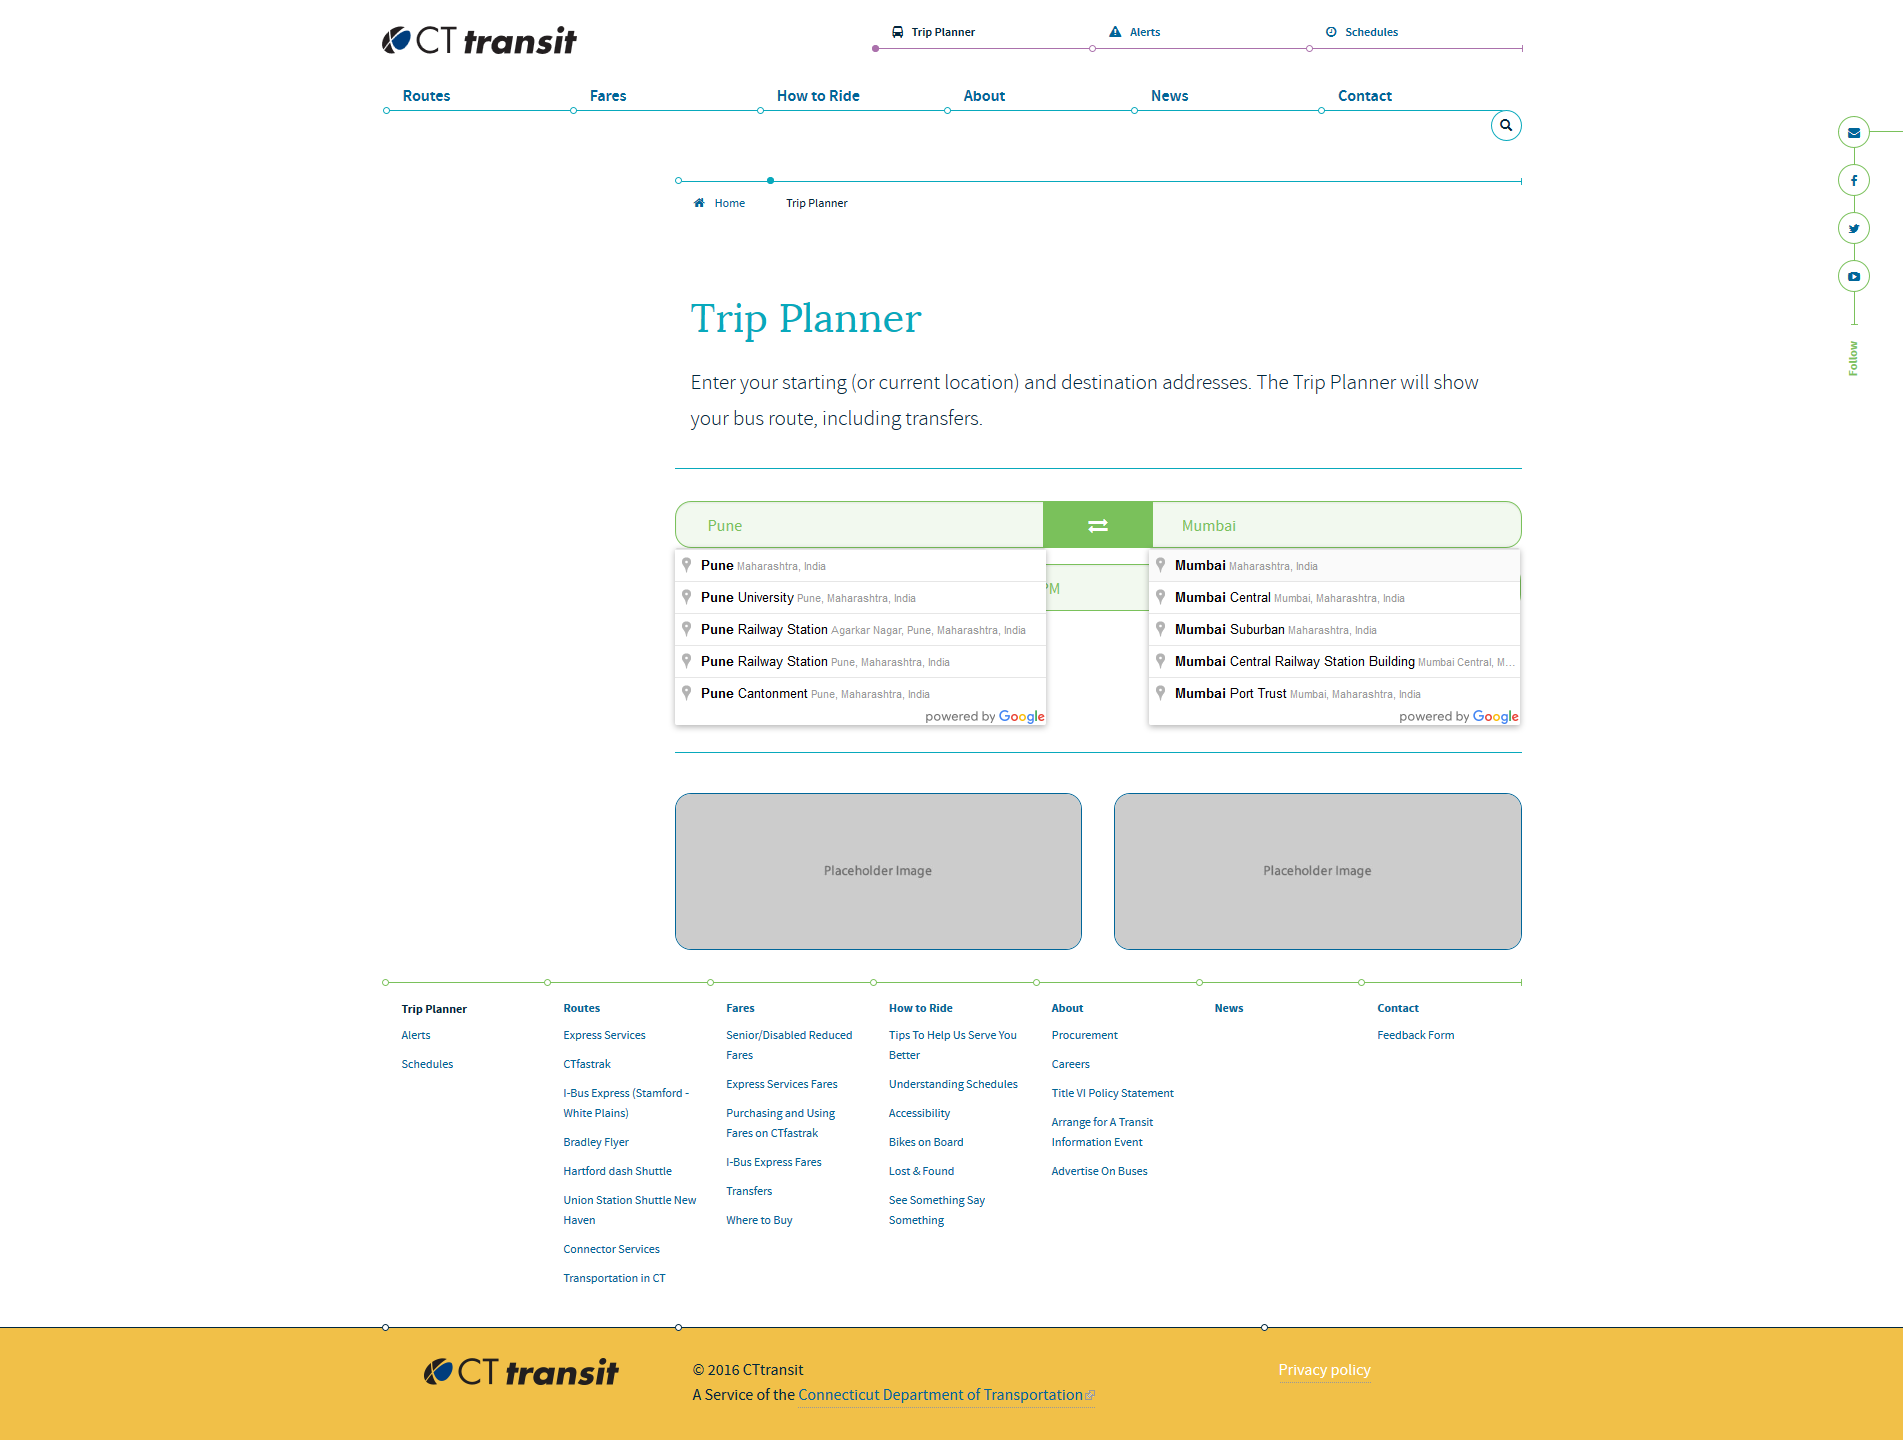 CT transit
Trip Planner
Alerts
Schedules
Routes
Fares
How to Ride
About
News
Contact
Home
Trip Planner
Follow
Trip Planner
Enter your starting (or current location) and destination addresses. The Trip Planner will show
your bus route, including transfers.
Pune
Mumbai
PM
Pune Maharashtra, India
Pune University Pune, Maharashtra, India
Pune Railway Station Agarkar Nagar, Pune, Maharashtra, India
Pune Railway Station Pune, Maharashtra, India
Pune Cantonment Pune, Maharashtra, India
powered by Google
Mumbai Maharashtra, India
Mumbai Central Mumbai, Maharashtra, India
Mumbai Suburban Maharashtra, India
Mumbai Central Railway Station Building Mumbai Central, M...
Mumbai Port Trust Mumbai, Maharashtra, India
powered by Google
Placeholder Image
Placeholder Image
Trip Planner
Alerts
Schedules
Routes
Express Services
CTfastrak
I-Bus Express (Stamford -
White Plains)
Bradley Flyer
Hartford dash Shuttle
Union Station Shuttle New
Haven
Connector Services
Transportation in CT
Fares
Senior/Disabled Reduced
Fares
Express Services Fares
Purchasing and Using
Fares on CTfastrak
I-Bus Express Fares
Transfers
Where to Buy
How to Ride
Tips To Help Us Serve You
Better
Understanding Schedules
Accessibility
Bikes on Board
Lost & Found
See Something Say
Something
About
Procurement
Careers
Title VI Policy Statement
Arrange for A Transit
Information Event
Advertise On Buses
News
Contact
Feedback Form
CT transit
© 2016 CTtransit
A Service of the Connecticut Department of Transportation
Privacy policy